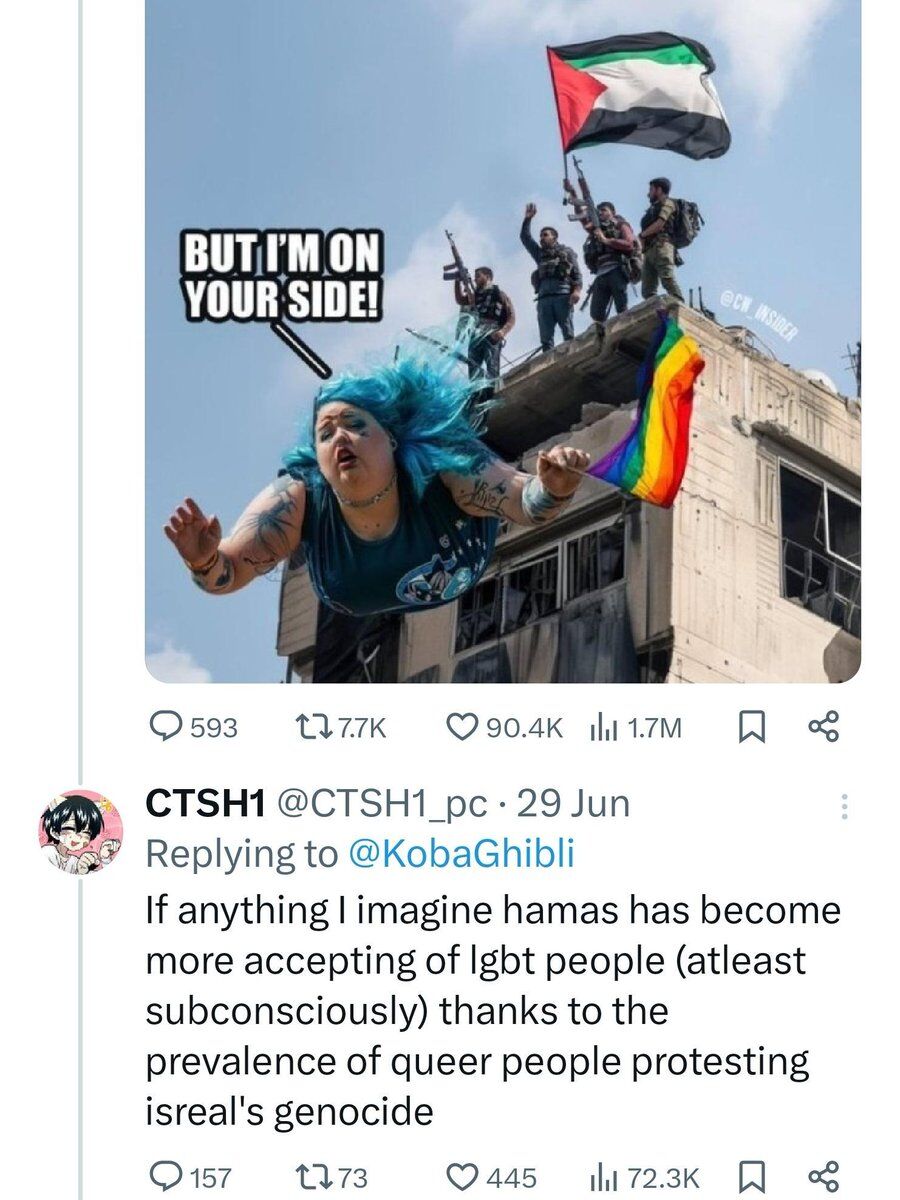 BUT I'M ON
YOUR SIDE!
@CW_INSIDER
593 7.7K 90.4K 1.7M
CTSH1 @CTSH1_pc · 29 Jun
Replying to @KobaGhibli
If anything I imagine hamas has become
more accepting of lgbt people (atleast
subconsciously) thanks to the
prevalence of queer people protesting
isreal's genocide
157 73 445 72.3K